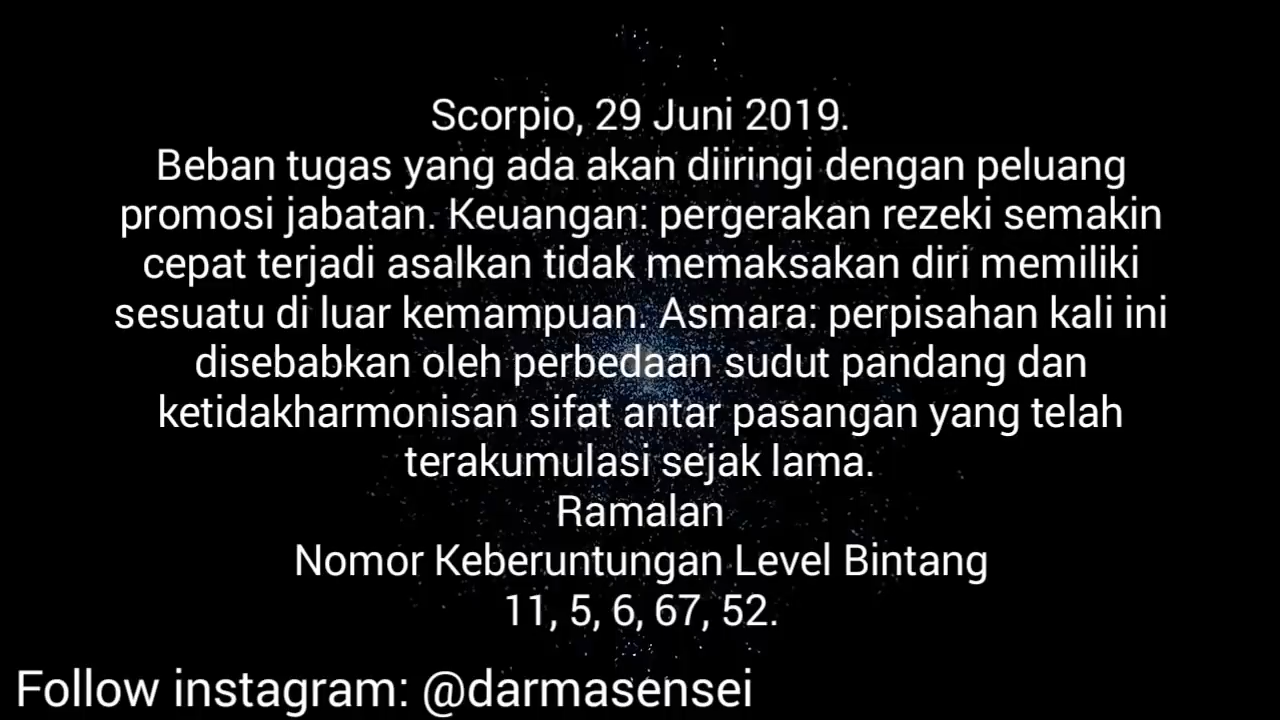 Scorpio, 29 Juni 2019.
Beban tugas yang ada akan diiringi dengan peluang
promosi jabatan. Keuangan: pergerakan rezeki semakin
cepat terjadi asalkan tidak memaksakan diri memiliki
sesuatu di luar kemampuan. Asmara: perpisahan kali ini
disebabkan oleh perbedaan sudut pandang dan
ketidakharmonisan sifat antar pasangan yang telah
terakumulasi sejak lama.
Ramalan
Nomor Keberuntungan Level Bintang
11, 5, 6, 67, 52.
Follow instagram: @darmasensei